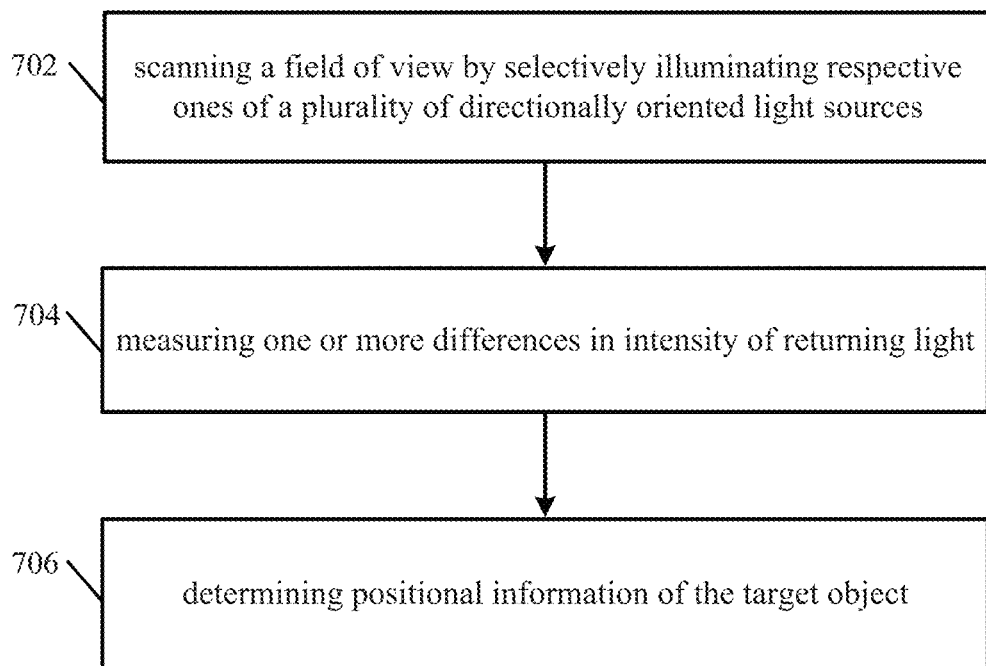 702
scanning a field of view by selectively illuminating respective
ones of a plurality of directionally oriented light sources
704
measuring one or more differences in intensity of returning light
706
determining positional information of the target object